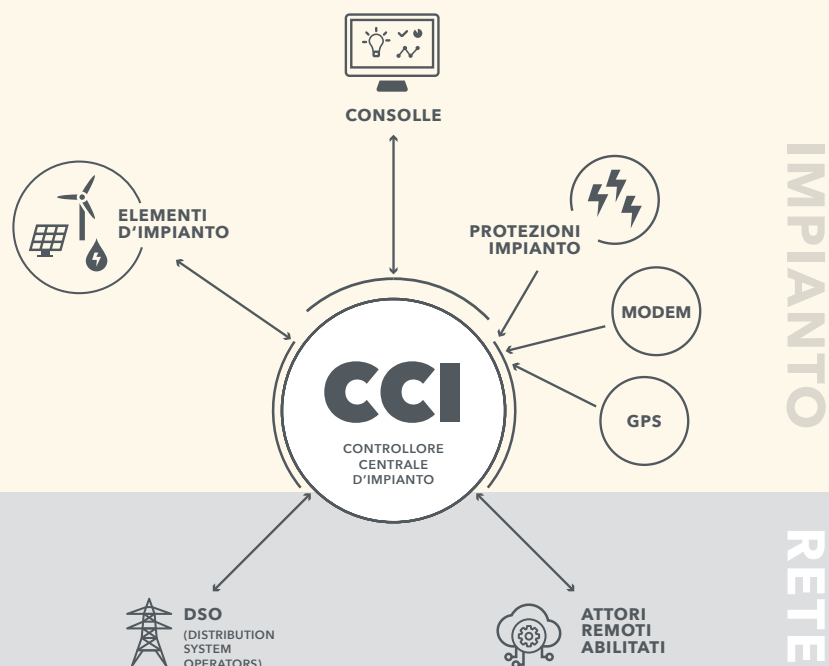 CONSOLLE
ELEMENTI
D'IMPIANTO
PROTEZIONI
IMPIANTO
MODEM
GPS
CCI
CONTROLLORE
CENTRALE
D'IMPIANTO
IMPIANTO
DSO
(DISTRIBUTION
SYSTEM
OPERATORS)
ATTORI
REMOTI
ABILITATI
RETE